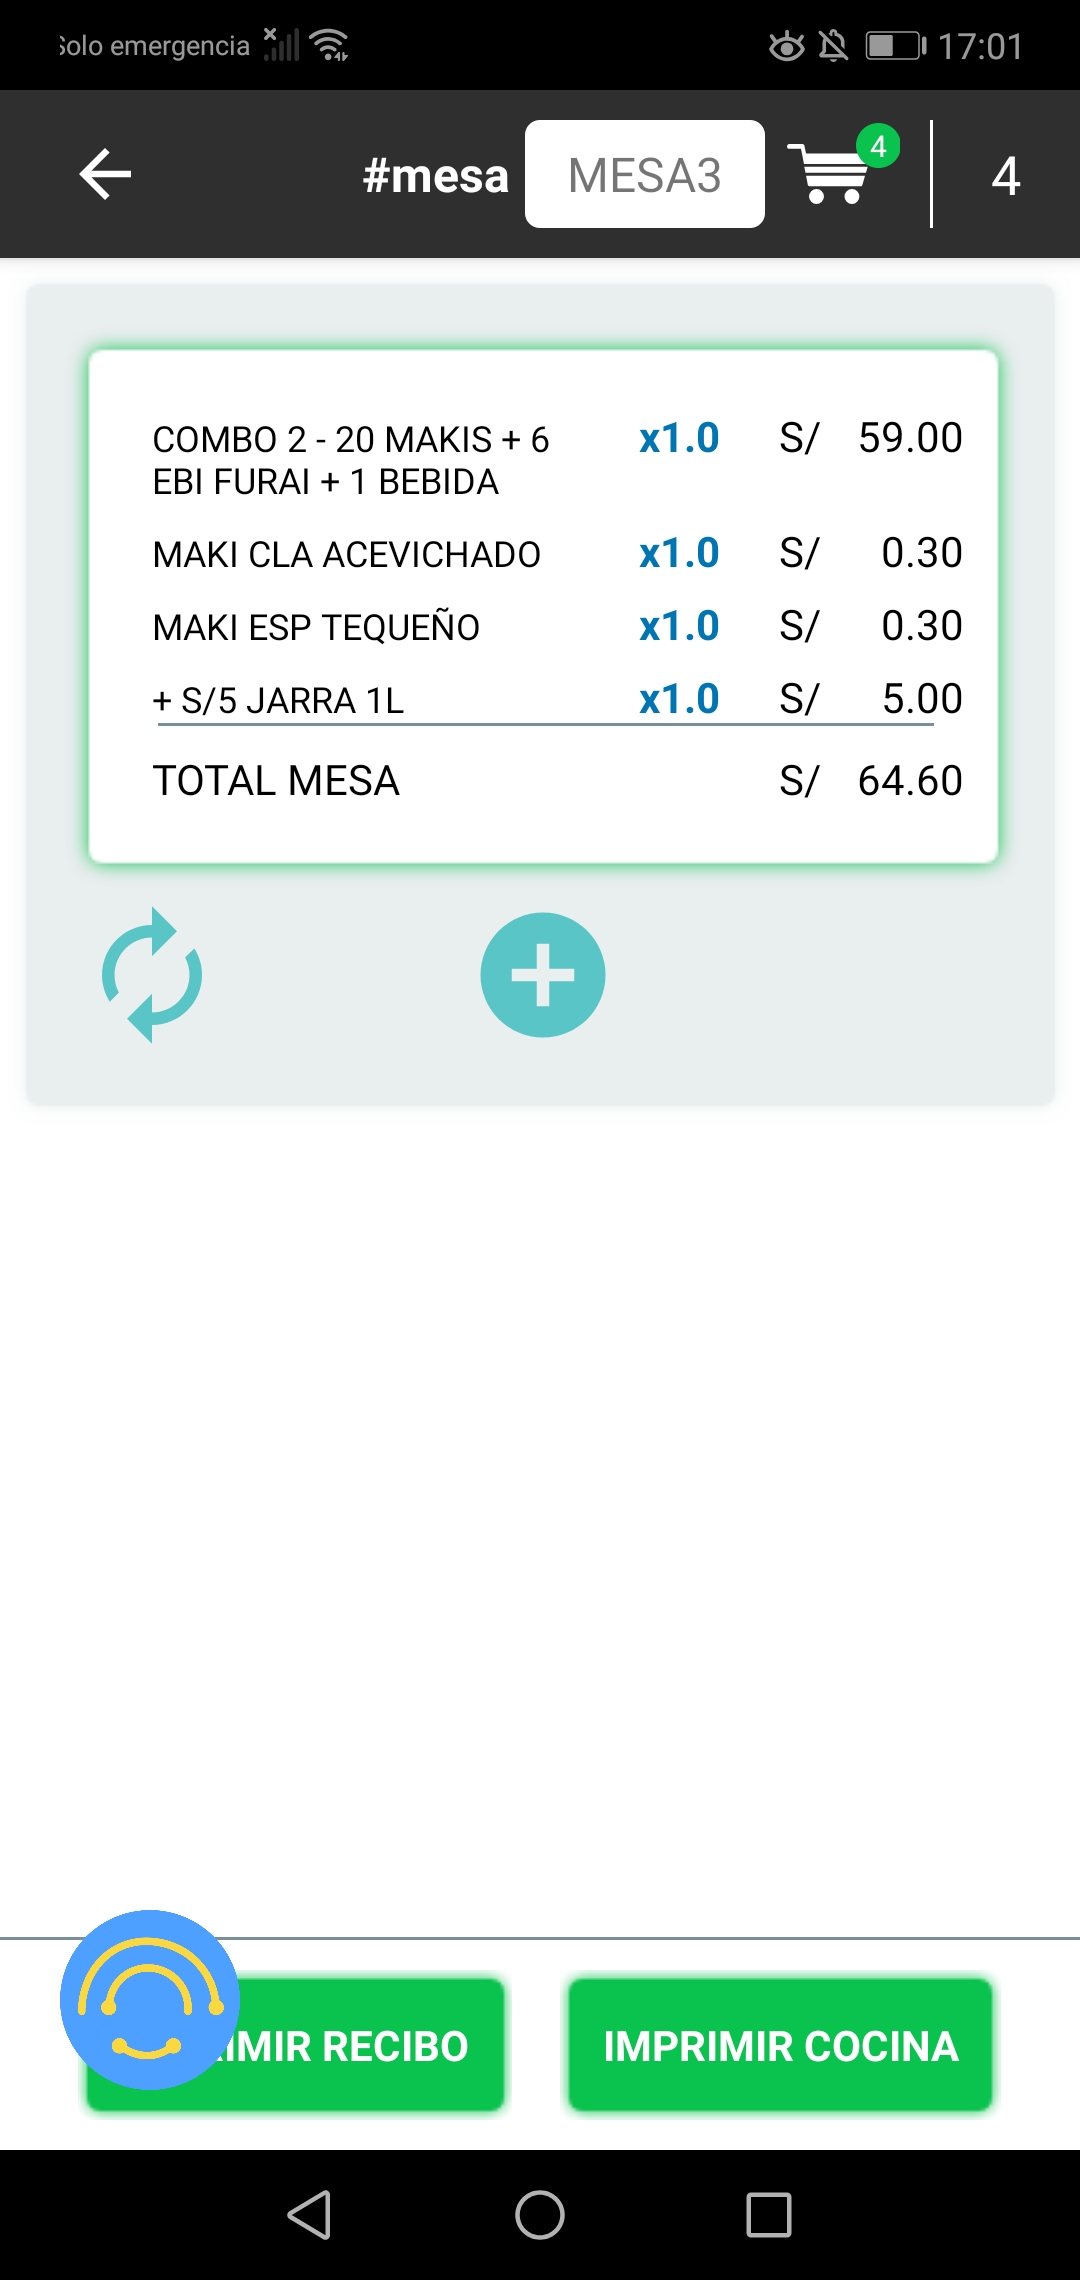 Solo emergencia 17:01
#mesa MESA3 4 4
COMBO 2 - 20 MAKIS + 6 x1.0 S/ 59.00
EBI FURAI + 1 BEBIDA
MAKI CLA ACEVICHADO x1.0 S/ 0.30
MAKI ESP TEQUEÑO x1.0 S/ 0.30
+ S/5 JARRA 1L x1.0 S/ 5.00
TOTAL MESA S/ 64.60
RECIBO IMPRIMIR COCINA